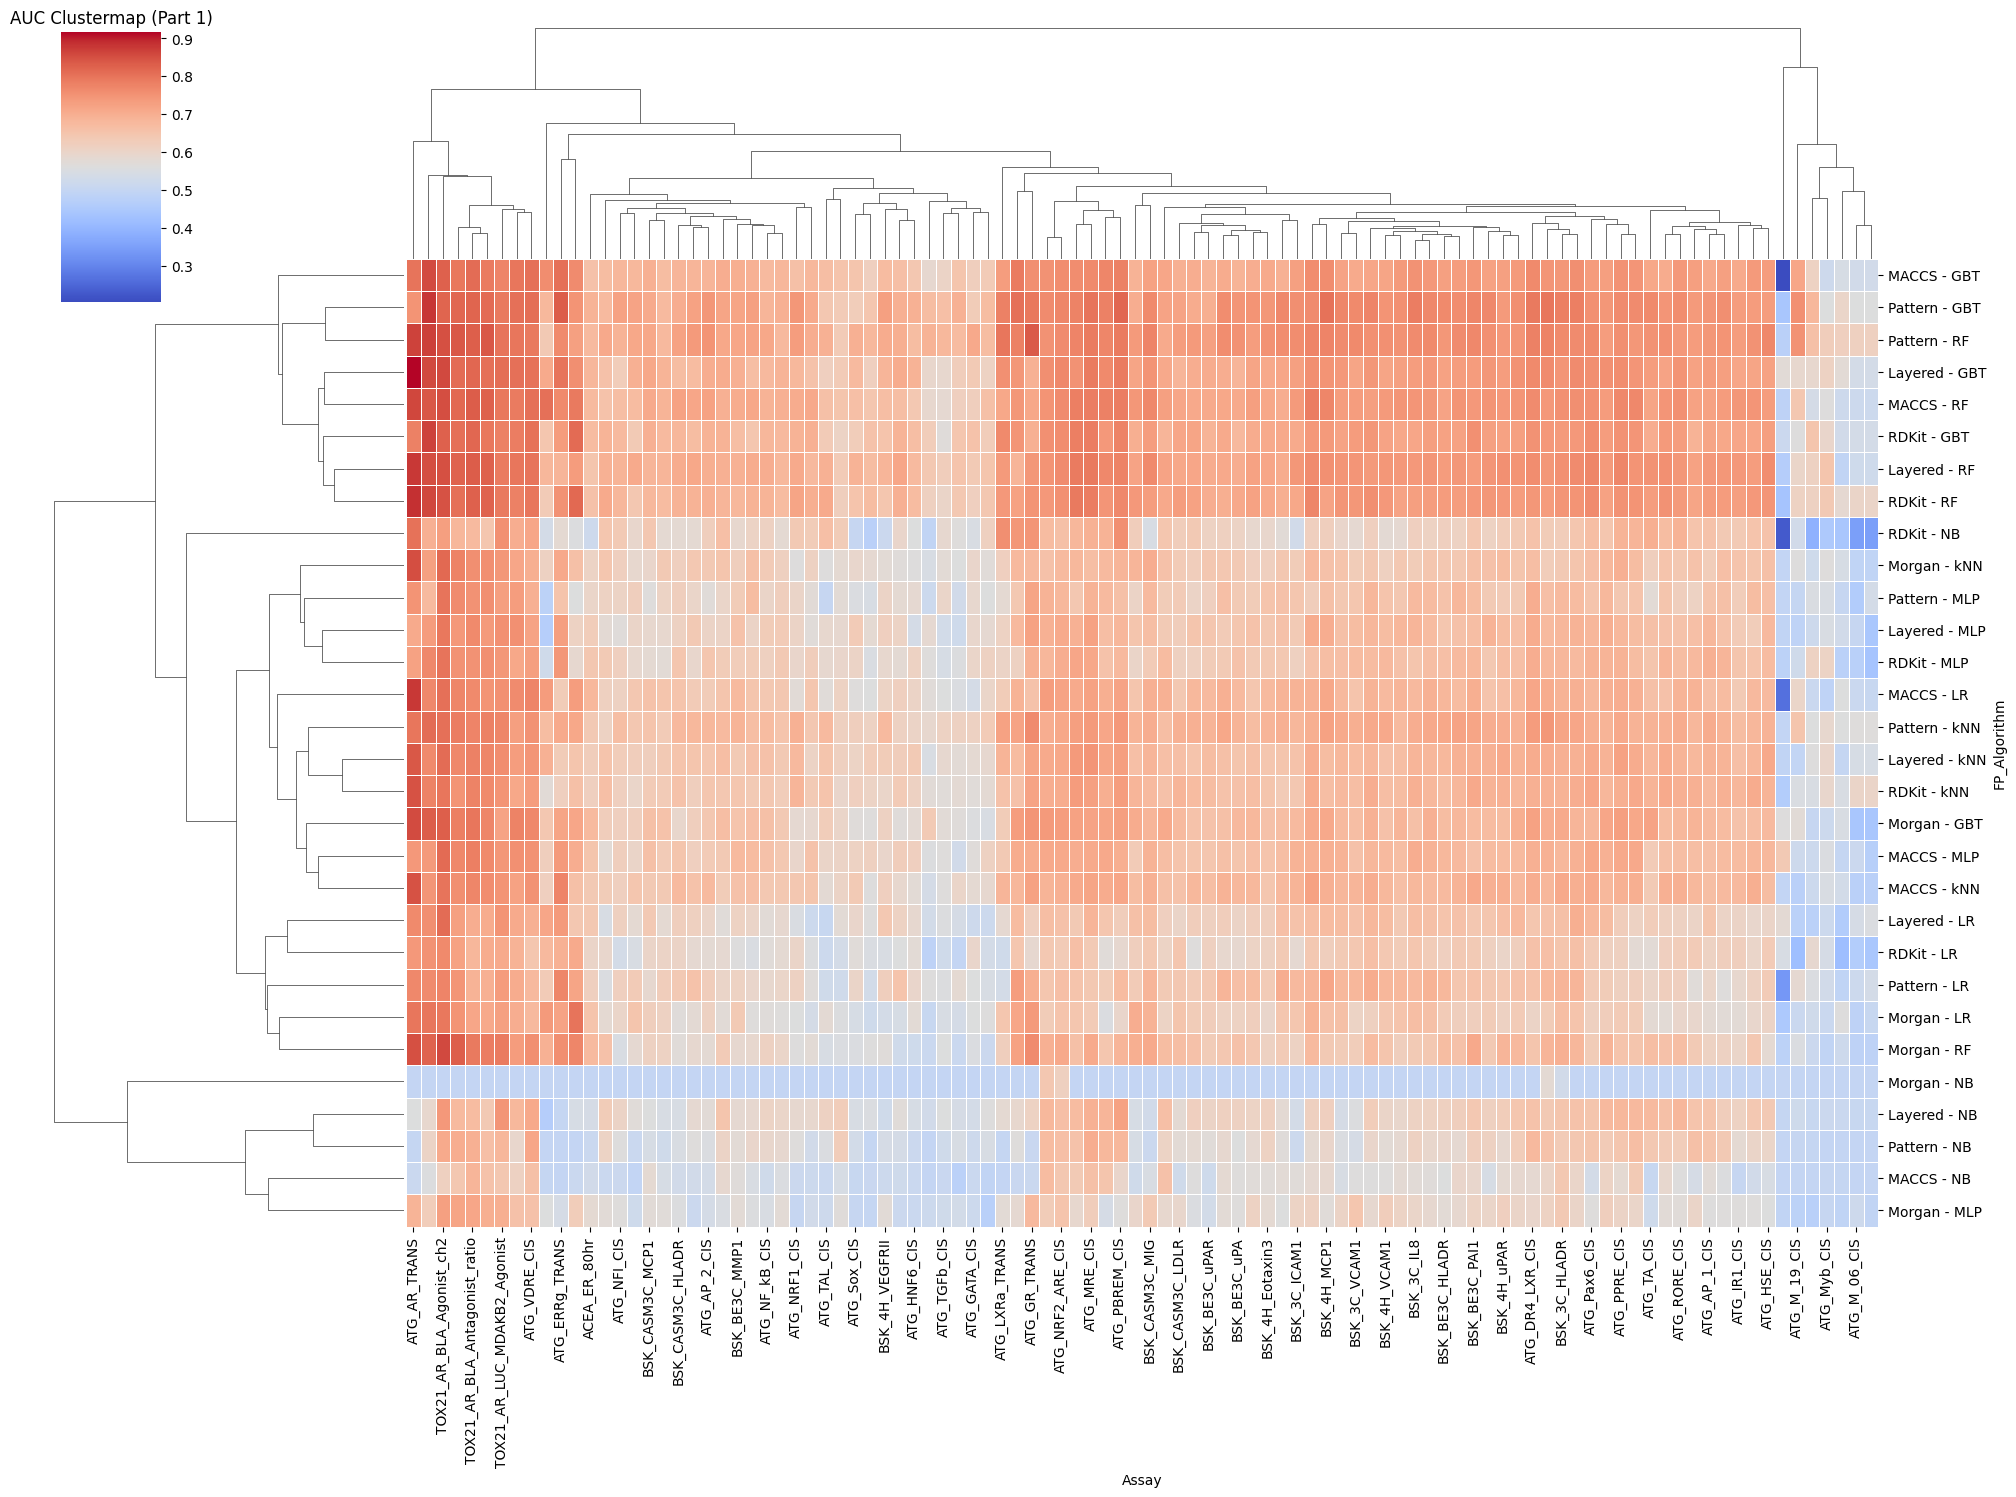 AUC Clustermap (Part 1)
0.9
0.8
0.7
0.6
0.5
0.4
0.3
MACCS - GBT
Pattern - GBT
Pattern - RF
Layered - GBT
MACCS - RF
RDKit - GBT
Layered - RF
RDKit - RF
RDKit - NB
Morgan - kNN
Pattern - MLP
Layered - MLP
RDKit - MLP
MACCS - LR
Pattern - kNN
Layered - kNN
RDKit - kNN
Morgan - GBT
MACCS - MLP
MACCS - kNN
Layered - LR
RDKit - LR
Pattern - LR
Morgan - LR
Morgan - RF
Morgan - NB
Layered - NB
Pattern - NB
MACCS - NB
Morgan - MLP
FP_Algorithm
ATG_AR_TRANS
TOX21_AR_BLA_Agonist_ch2
TOX21_AR_BLA_Antagonist_ratio
TOX21_AR_LUC_MDAKB2_Agonist
ATG_VDRE_CIS
ATG_ERRg_TRANS
ACEA_ER_80hr
ATG_NFI_CIS
BSK_CASM3C_MCP1
BSK_CASM3C_HLADR
ATG_AP_2_CIS
BSK_BE3C_MMP1
ATG_NF_kB_CIS
ATG_NRF1_CIS
ATG_TAL_CIS
ATG_Sox_CIS
BSK_4H_VEGFRII
ATG_HNF6_CIS
ATG_TGFb_CIS
ATG_GATA_CIS
ATG_LXRa_TRANS
ATG_GR_TRANS
ATG_NRF2_ARE_CIS
ATG_MRE_CIS
ATG_PBREM_CIS
BSK_CASM3C_MIG
BSK_CASM3C_LDLR
BSK_BE3C_uPAR
BSK_BE3C_uPA
BSK_4H_Eotaxin3
BSK_3C_ICAM1
BSK_4H_MCP1
BSK_3C_VCAM1
BSK_4H_VCAM1
BSK_3C_IL8
BSK_BE3C_HLADR
BSK_BE3C_PAI1
BSK_4H_uPAR
ATG_DR4_LXR_CIS
BSK_3C_HLADR
ATG_Pax6_CIS
ATG_PPRE_CIS
ATG_TA_CIS
ATG_RORE_CIS
ATG_AP_1_CIS
ATG_IR1_CIS
ATG_HSE_CIS
ATG_M_19_CIS
ATG_Myb_CIS
ATG_M_06_CIS
Assay